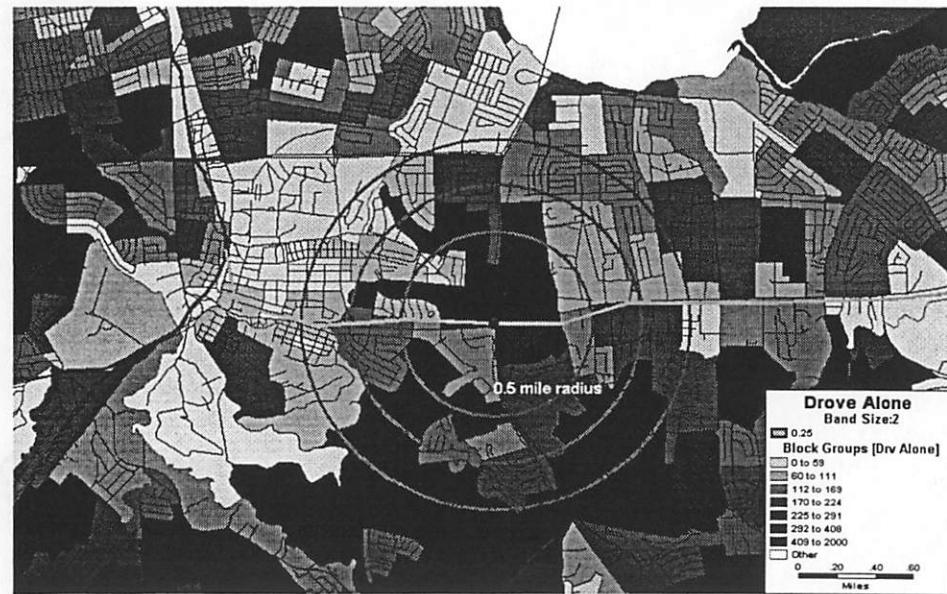 0.5 mile radius
Drove Alone
Band Size:2
0.25
Block Groups [Drv Alone]
0 to 59
60 to 111
112 to 169
170 to 224
225 to 291
292 to 408
409 to 2000
Other
0 .20 .40 .60
Miles